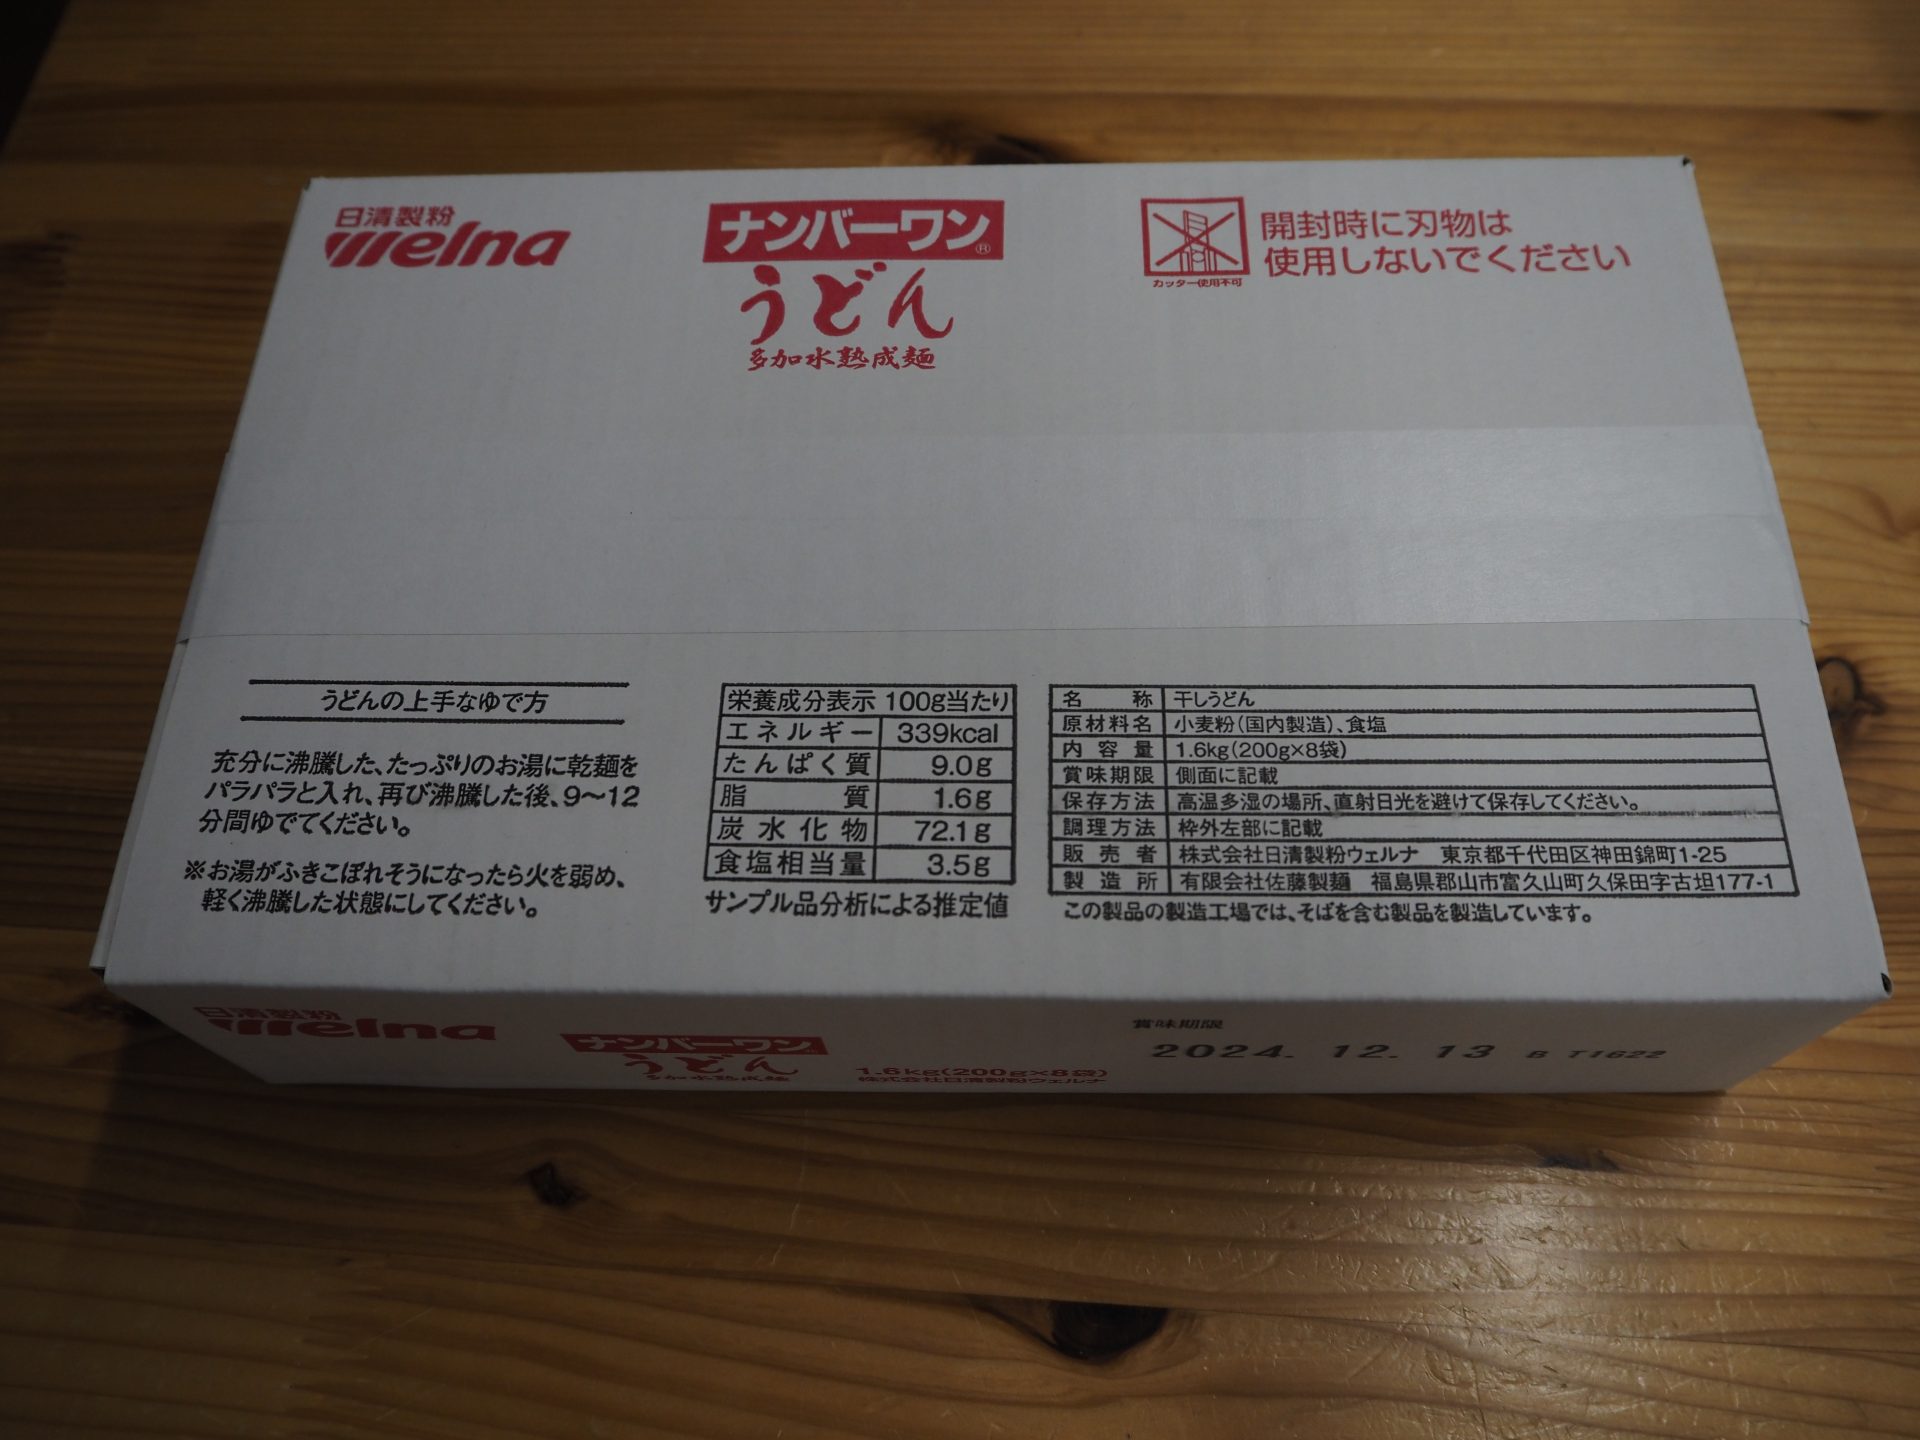 日清製粉
Welna
ナンバーワン®
うどん
多加水熟成麺
カッター使用不可
開封時に刃物は
使用しないでください
うどんの上手なゆで方
充分に沸騰した、たっぷりのお湯に乾麺を
パラパラと入れ、再び沸騰した後、9〜12
分間ゆでてください。
※お湯がふきこぼれそうになったら火を弱め、
軽く沸騰した状態にしてください。
栄養成分表示 100g当たり
エネルギー 339kcal
たんぱく質 9.0g
脂質 1.6g
炭水化物 72.1g
食塩相当量 3.5g
サンプル品分析による推定値
名称 干しうどん
原材料名 小麦粉(国内製造)、食塩
内容量 1.6kg(200g×8袋)
賞味期限 側面に記載
保存方法 高温多湿の場所、直射日光を避けて保存してください。
調理方法 枠外左部に記載
販売者 株式会社日清製粉ウェルナ 東京都千代田区神田錦町1-25
製造所 有限会社佐藤製麺 福島県郡山市富久山町久保田字古坦177-1
この製品の製造工場では、そばを含む製品を製造しています。
日清製粉
Welna
ナンバーワン®
うどん
多加水熟成麺
1.6kg(200g×8袋)
株式会社日清製粉ウェルナ
賞味期限
2024. 12. 13 B T1622